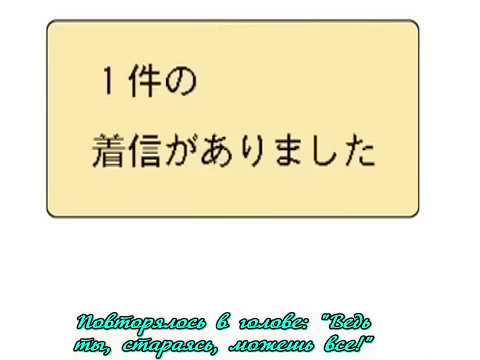 1件の
着信がありました
Повторялось в голове: "Ведь
ты, стараясь, можешь все!"